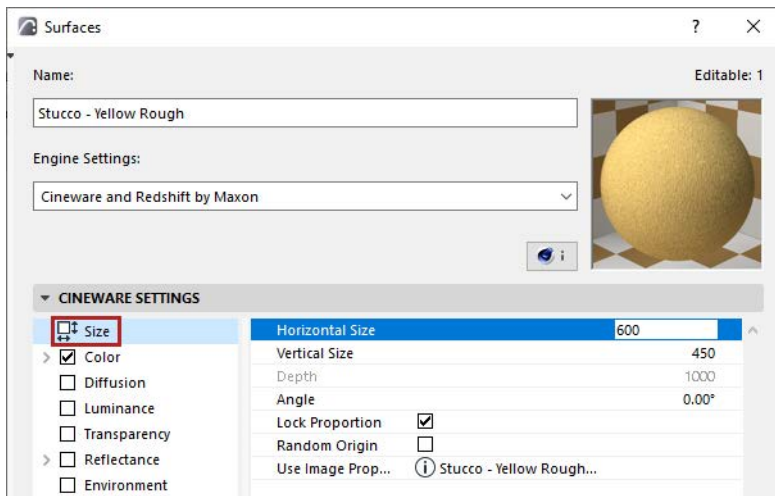 Surfaces
Name:
Editable: 1
Stucco - Yellow Rough
Engine Settings:
Cineware and Redshift by Maxon
i
CINEWARE SETTINGS
Size
Color
Diffusion
Luminance
Transparency
Reflectance
Environment
Horizontal Size 600
Vertical Size 450
Depth 1000
Angle 0.00°
Lock Proportion
Random Origin
Use Image Prop... i Stucco - Yellow Rough...